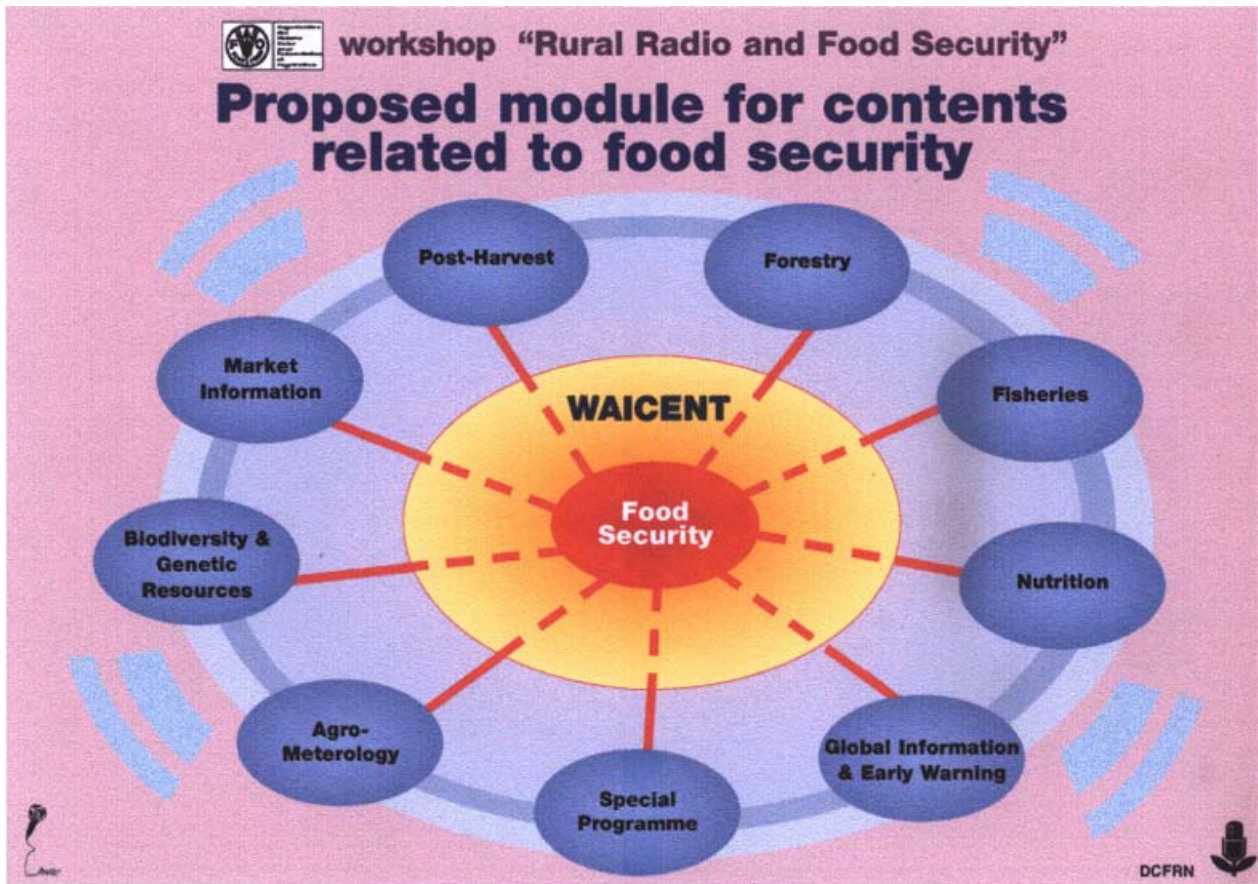 workshop “Rural Radio and Food Security”
Proposed module for contents
related to food security
Post-Harvest
Forestry
Market
Information
WAICENT
Fisheries
Food
Security
Biodiversity &
Genetic
Resources
Nutrition
Agro-
Meterology
Global Information
& Early Warning
Special
Programme
DCFRN